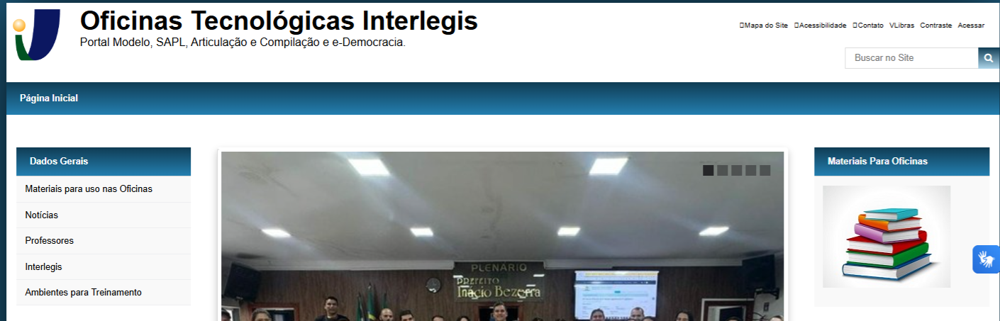 Oficinas Tecnológicas Interlegis
Portal Modelo, SAPL, Articulação e Compilação e e-Democracia.
Mapa do Site Acessibilidade Contato VLibras Contraste Acessar
Buscar no Site
Página Inicial
Dados Gerais
Materiais para uso nas Oficinas
Notícias
Professores
Interlegis
Ambientes para Treinamento
PLENÁRIO
PREFEITO
Inácio Bezerra
Materiais Para Oficinas